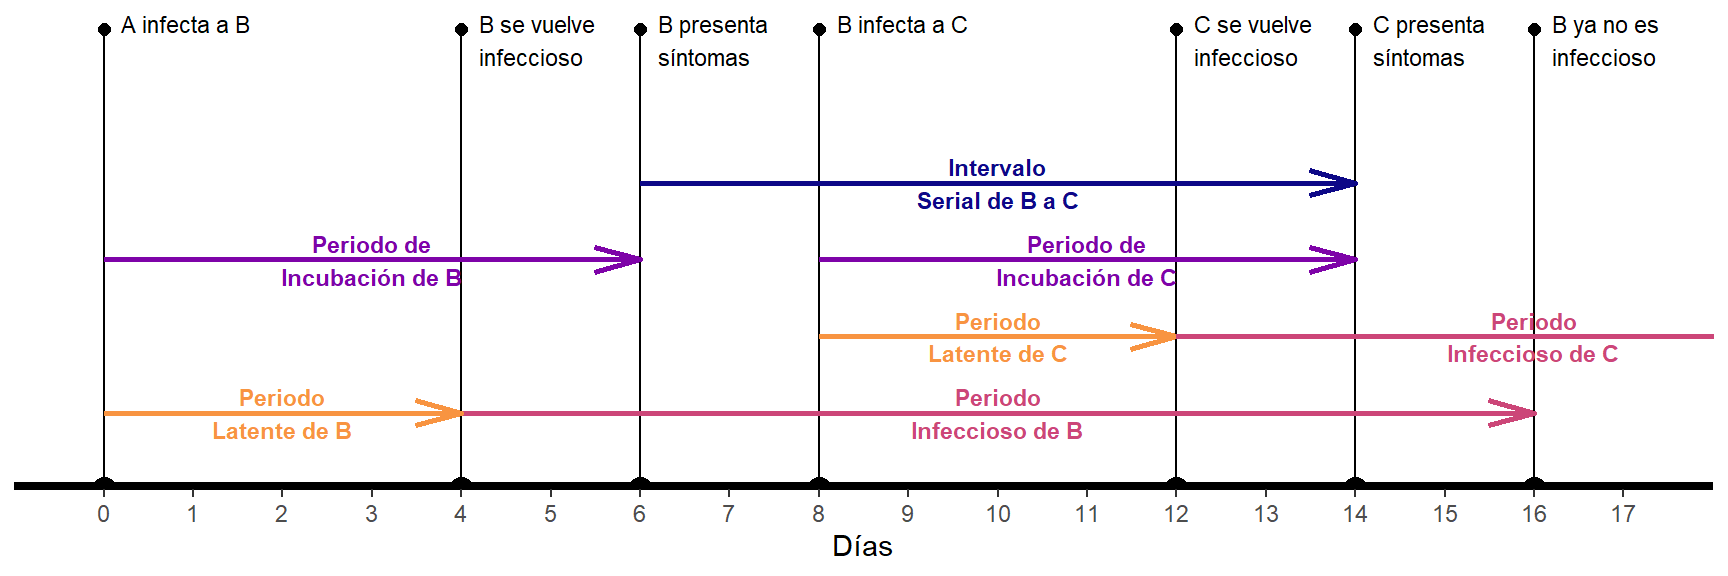 A infecta a B
B se vuelve
infeccioso
B presenta
síntomas
B infecta a C
C se vuelve
infeccioso
C presenta
síntomas
B ya no es
infeccioso
Intervalo
Serial de B a C
Periodo de
Incubación de B
Periodo de
Incubación de C
Periodo
Latente de C
Periodo
Infeccioso de C
Periodo
Latente de B
Periodo
Infeccioso de B
0 1 2 3 4 5 6 7 8 9 10 11 12 13 14 15 16 17
Días